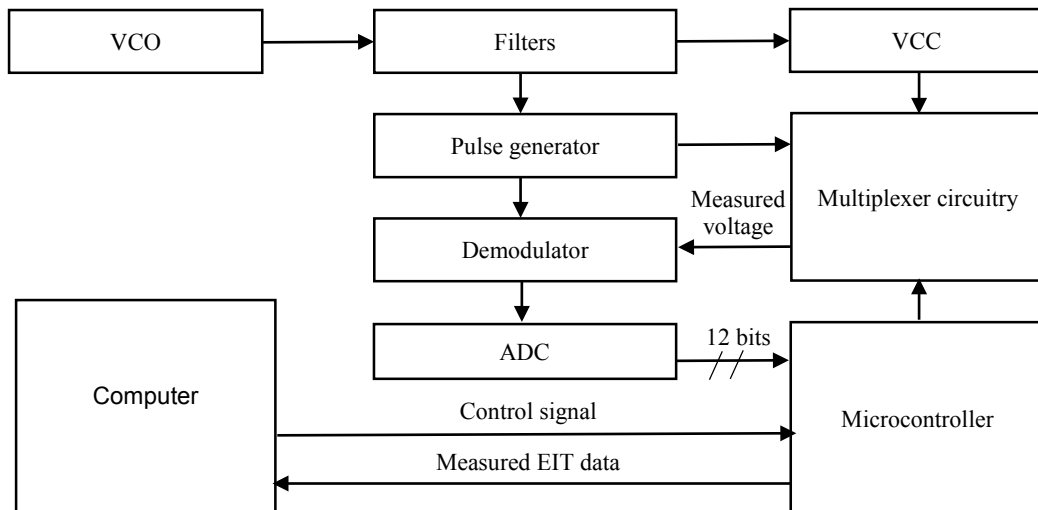 VCO
Filters
VCC
Pulse generator
Multiplexer circuitry
Measured
voltage
Demodulator
ADC
12 bits
Computer
Control signal
Microcontroller
Measured EIT data